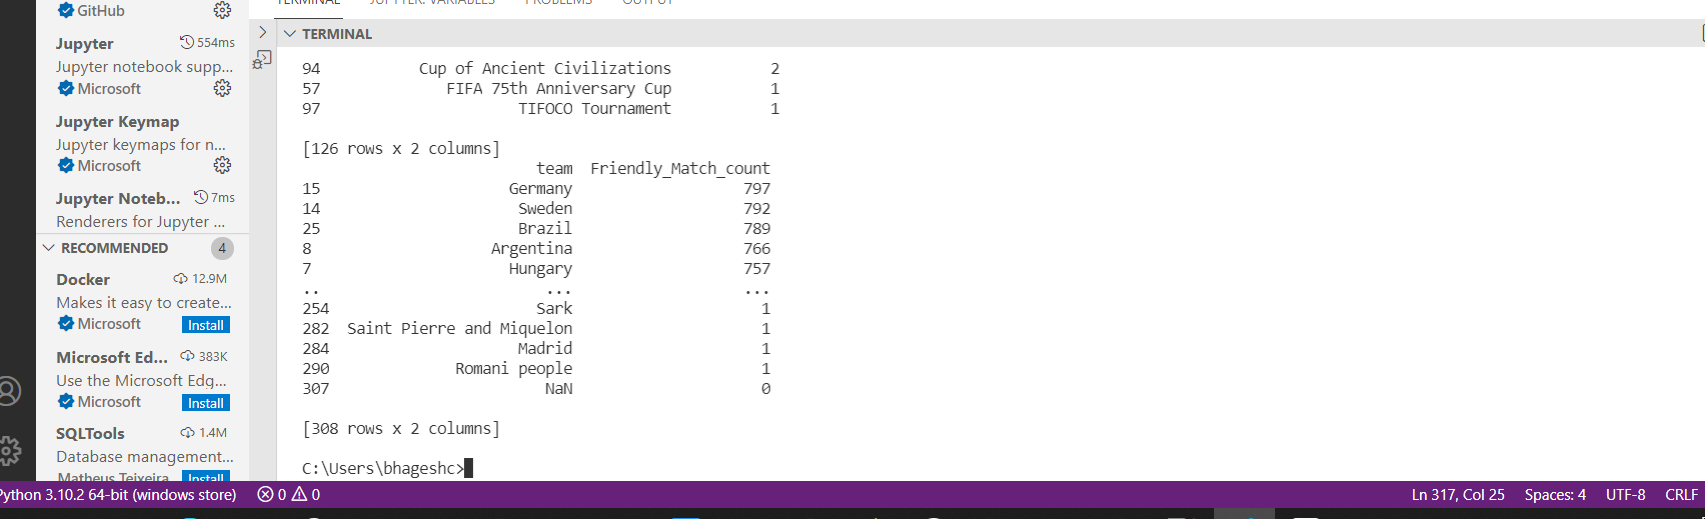 TERMINAL JUPYTER: VARIABLES PROBLEMS OUTPUT
GitHub
Jupyter 554ms
Jupyter notebook supp...
Microsoft
Jupyter Keymap
Jupyter keymaps for n...
Microsoft
Jupyter Noteb... 7ms
Renderers for Jupyter ...
RECOMMENDED 4
Docker 12.9M
Makes it easy to create...
Microsoft Install
Microsoft Ed... 383K
Use the Microsoft Edg...
Microsoft Install
SQLTools 1.4M
Database management...
Matheus Teixeira Install
TERMINAL
94 Cup of Ancient Civilizations 2
57 FIFA 75th Anniversary Cup 1
97 TIFOCO Tournament 1
[126 rows x 2 columns]
team Friendly_Match_count
15 Germany 797
14 Sweden 792
25 Brazil 789
8 Argentina 766
7 Hungary 757
.. ... ...
254 Sark 1
282 Saint Pierre and Miquelon 1
284 Madrid 1
290 Romani people 1
307 NaN 0
[308 rows x 2 columns]
C:\Users\bhageshc>
Python 3.10.2 64-bit (windows store) 0 0 Ln 317, Col 25 Spaces: 4 UTF-8 CRLF